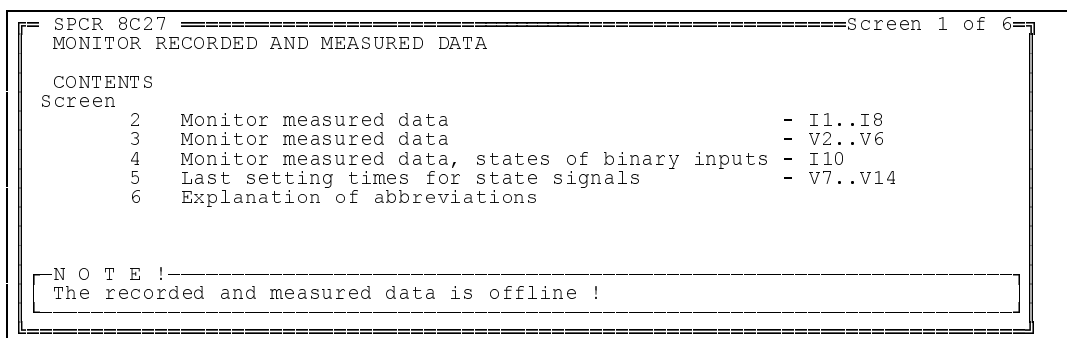 SPCR 8C27 Screen 1 of 6
MONITOR RECORDED AND MEASURED DATA
CONTENTS
Screen
2 Monitor measured data - I1..I8
3 Monitor measured data - V2..V6
4 Monitor measured data, states of binary inputs - I10
5 Last setting times for state signals - V7..V14
6 Explanation of abbreviations
N O T E !
The recorded and measured data is offline !